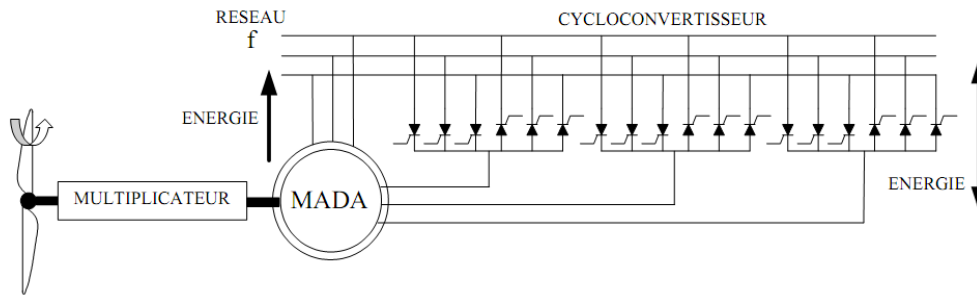 RESEAU
CYCLOCONVERTISSEUR
f
ENERGIE
ENERGIE
MULTIPLICATEUR
MADA